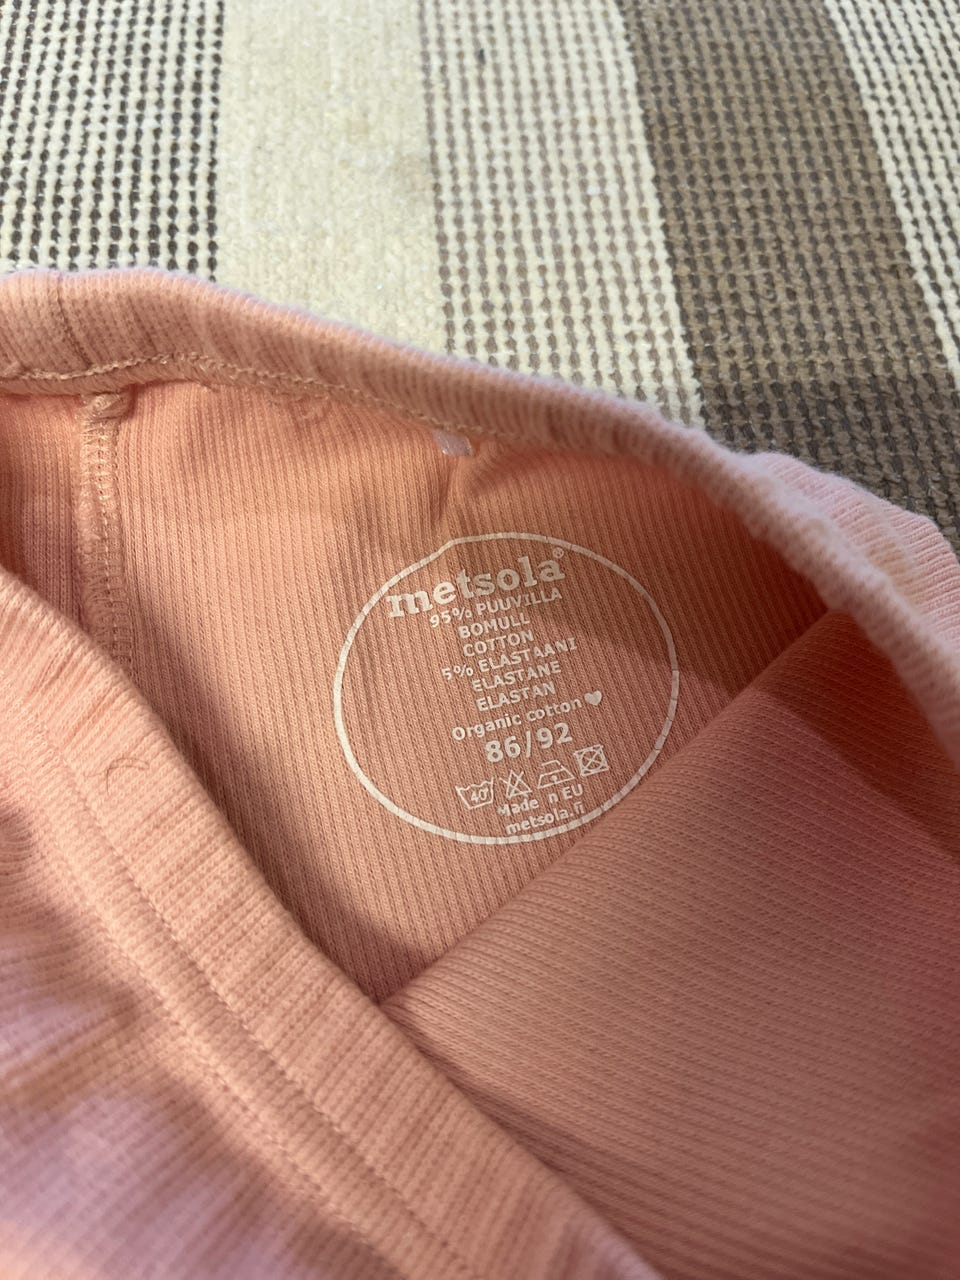 metsola®
95% PUUVILLA
BOMULL
COTTON
5% ELASTAANI
ELASTANE
ELASTAN
Organic cotton ♥
86/92
40°
Made in EU
metsola.fi